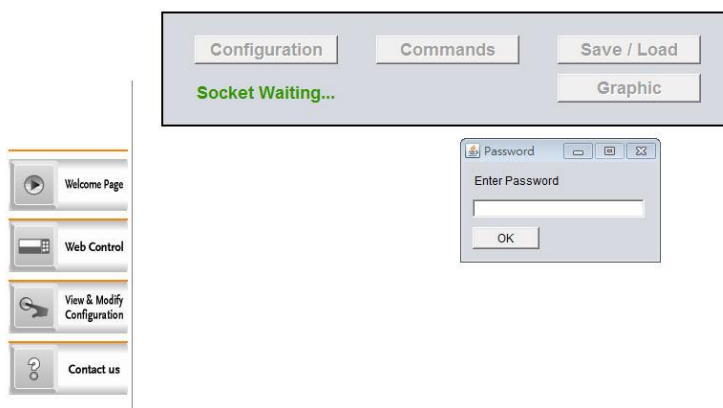 Configuration
Commands
Save / Load
Socket Waiting...
Graphic
Password
Enter Password
OK
Welcome Page
Web Control
View & Modify
Configuration
Contact us